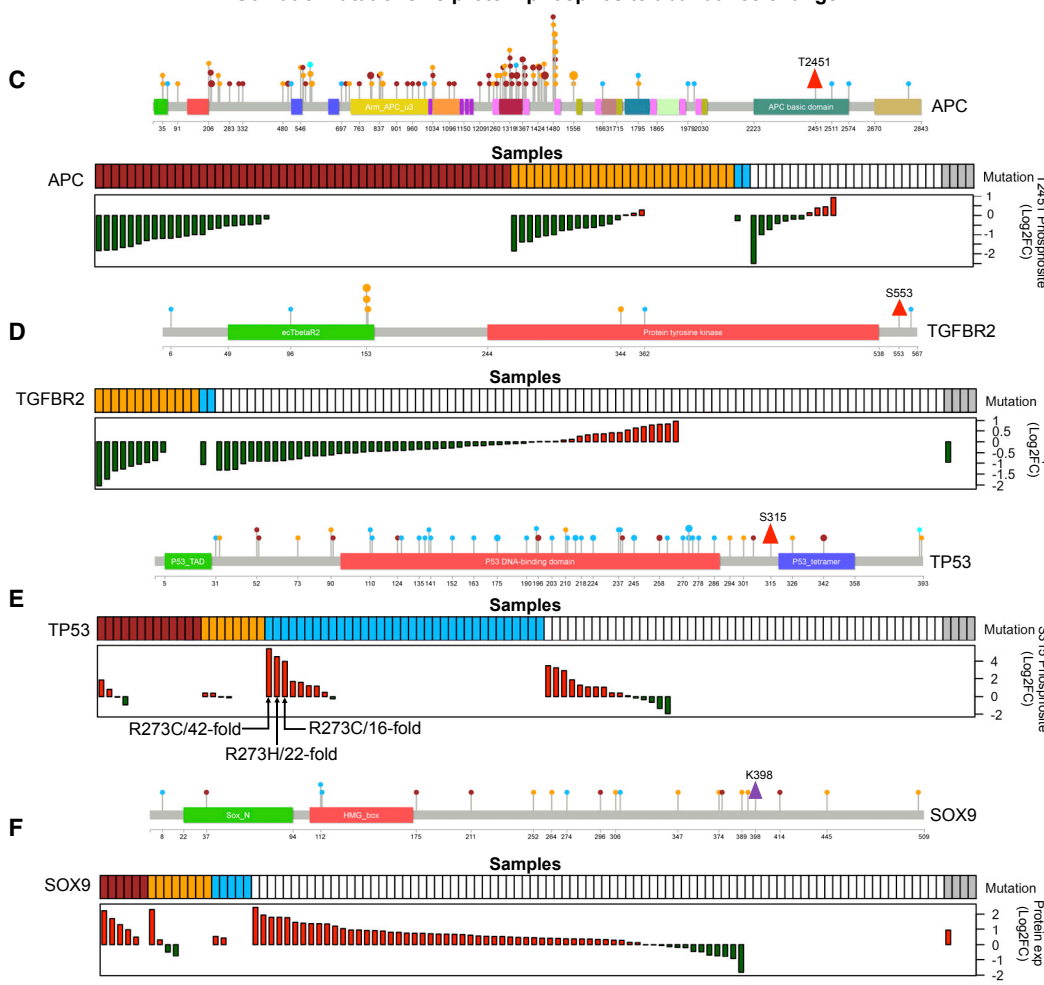 C
T2451
Arm_APC_u3
APC basic domain
APC
35 91 206 283 332 480 546 697 763 835 901 960 1034 1096 1150 1209 1260 1319 1367 1424 1480 1556 1663 1715 1795 1865 1979 2030 2223 2451 2511 2574 2670 2843
Samples
APC
Mutation
T2451 Phosphosite
(Log2FC)
1
0
-1
-2
D
S553
ecTbetaR2
Protein tyrosine kinase
TGFBR2
6 49 96 153 244 344 362 538 553 567
Samples
TGFBR2
Mutation
(Log2FC)
1
0.5
0
-0.5
-1
-1.5
-2
S315
P53_TAD
P53 DNA-binding domain
P53_tetramer
TP53
5 31 52 73 90 110 124 135 141 152 163 175 190 196 203 210 218 224 237 245 258 270 278 286 294 301 315 326 342 358 393
E
Samples
TP53
Mutation
S315 Phosphosite
(Log2FC)
4
2
0
-2
R273C/42-fold
R273C/16-fold
R273H/22-fold
K398
Sox_N
HMG_box
SOX9
8 22 37 94 112 175 211 252 264 274 296 306 347 374 389 398 414 445 509
F
Samples
SOX9
Mutation
Protein exp
(Log2FC)
2
1
0
-1
-2